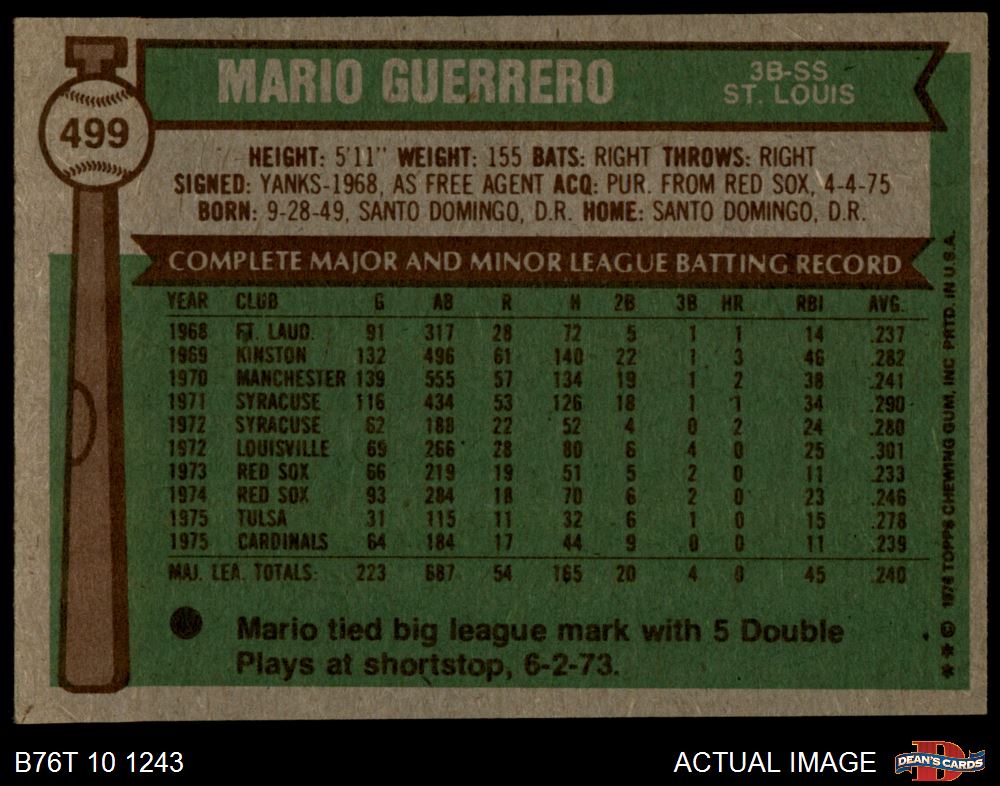 MARIO GUERRERO
3B-SS
ST. LOUIS
499
HEIGHT: 5'11" WEIGHT: 155 BATS: RIGHT THROWS: RIGHT
SIGNED: YANKS-1968, AS FREE AGENT ACQ: PUR. FROM RED SOX, 4-4-75
BORN: 9-28-49, SANTO DOMINGO, D.R. HOME: SANTO DOMINGO, D.R.
COMPLETE MAJOR AND MINOR LEAGUE BATTING RECORD
YEAR CLUB G AB R H 2B 3B HR RBI AVG.
1968 FT. LAUD. 91 317 28 72 5 1 1 14 .237
1969 KINSTON 132 496 61 140 22 1 3 46 .282
1970 MANCHESTER 139 555 57 134 19 1 2 38 .241
1971 SYRACUSE 116 434 53 126 18 1 1 34 .290
1972 SYRACUSE 62 188 22 52 4 0 2 24 .280
1972 LOUISVILLE 69 266 28 80 6 4 0 25 .301
1973 RED SOX 66 219 19 51 5 2 0 11 .233
1974 RED SOX 93 284 18 70 6 2 0 23 .246
1975 TULSA 31 115 11 32 6 1 0 15 .278
1975 CARDINALS 64 184 17 44 9 0 0 11 .239
MAJ. LEA. TOTALS: 223 687 54 165 20 4 0 45 .240
● Mario tied big league mark with 5 Double
Plays at shortstop, 6-2-73.
* * © 1976 TOPPS CHEWING GUM, INC PRTD. IN U.S.A.
B76T 10 1243
ACTUAL IMAGE
DEAN'S CARDS